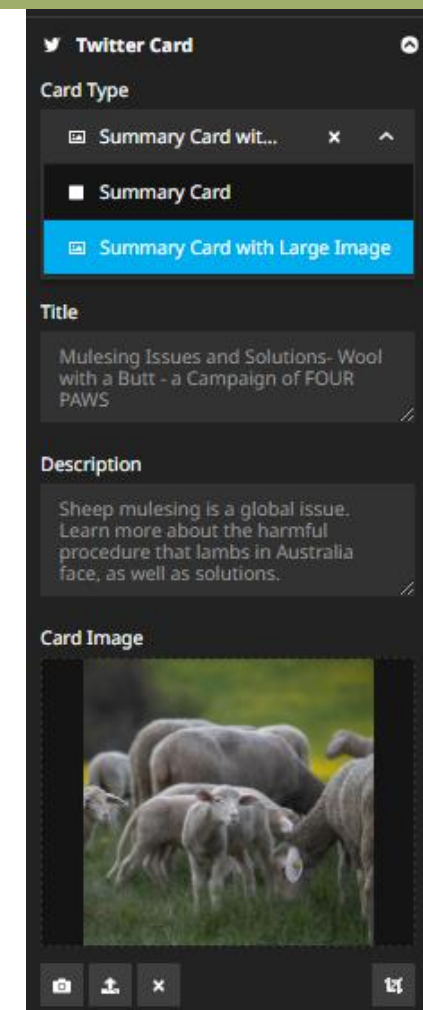 Twitter Card
Card Type
Summary Card wit...
Summary Card
Summary Card with Large Image
Title
Mulesing Issues and Solutions- Wool
with a Butt - a Campaign of FOUR
PAWS
Description
Sheep mulesing is a global issue.
Learn more about the harmful
procedure that lambs in Australia
face, as well as solutions.
Card Image